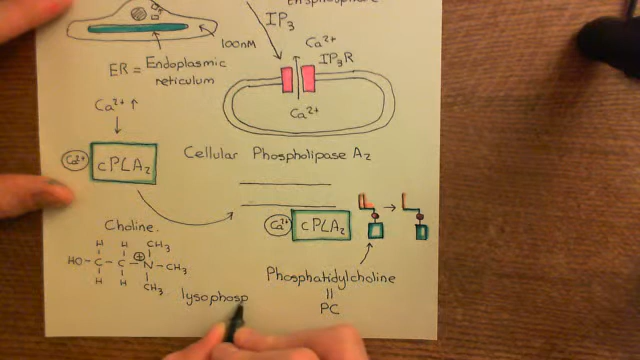 IP3
100nM
Ca2+
ER = Endoplasmic
reticulum
IP3R
Ca2+ ↑
Ca2+
Cellular Phospholipase A2
Ca2+ cPLA2
Ca2+ cPLA2
Choline.
H H CH3
HO-C-C-N-CH3
H H CH3
Phosphatidylcholine
=
PC
lysophosp